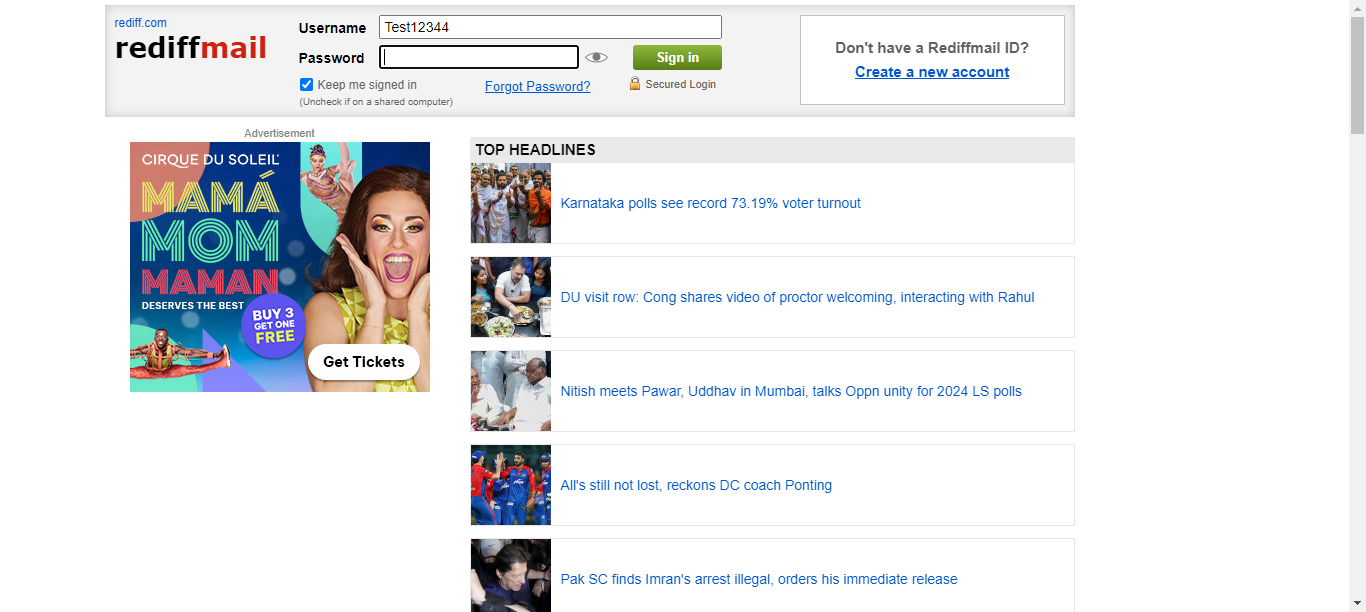 rediff.com
rediffmail
Username
Test12344
Password
Sign in
Keep me signed in
(Uncheck if on a shared computer)
Forgot Password?
Secured Login
Don't have a Rediffmail ID?
Create a new account
Advertisement
CIRQUE DU SOLEIL
MAMÁ
MOM
MAMAN
DESERVES THE BEST
BUY 3
GET ONE
FREE
Get Tickets
TOP HEADLINES
Karnataka polls see record 73.19% voter turnout
DU visit row: Cong shares video of proctor welcoming, interacting with Rahul
Nitish meets Pawar, Uddhav in Mumbai, talks Oppn unity for 2024 LS polls
All's still not lost, reckons DC coach Ponting
Pak SC finds Imran's arrest illegal, orders his immediate release